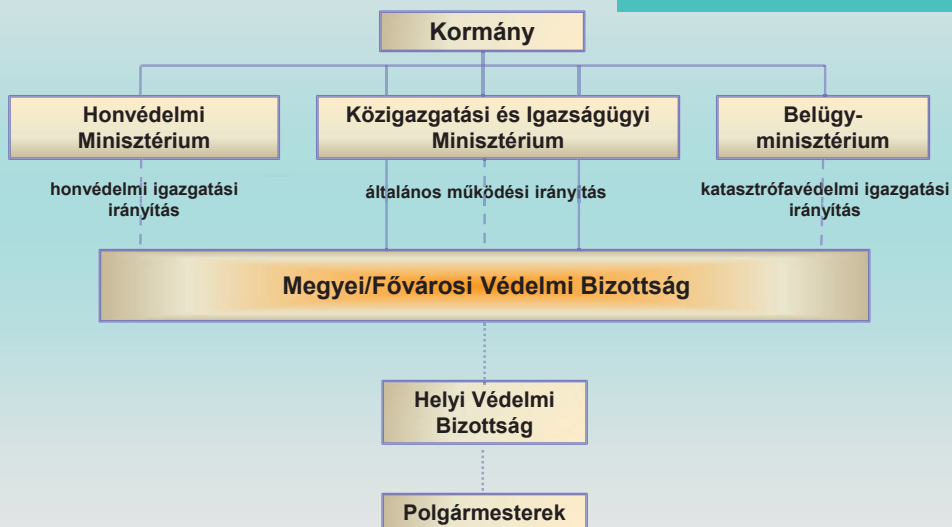 Kormány
Honvédelmi
Minisztérium
Közigazgatási és Igazságügyi
Minisztérium
Belügy-
minisztérium
honvédelmi igazgatási
irányítás
általános működési irányítás
katasztrófavédelmi igazgatási
irányítás
Megyei/Fővárosi Védelmi Bizottság
Helyi Védelmi
Bizottság
Polgármesterek